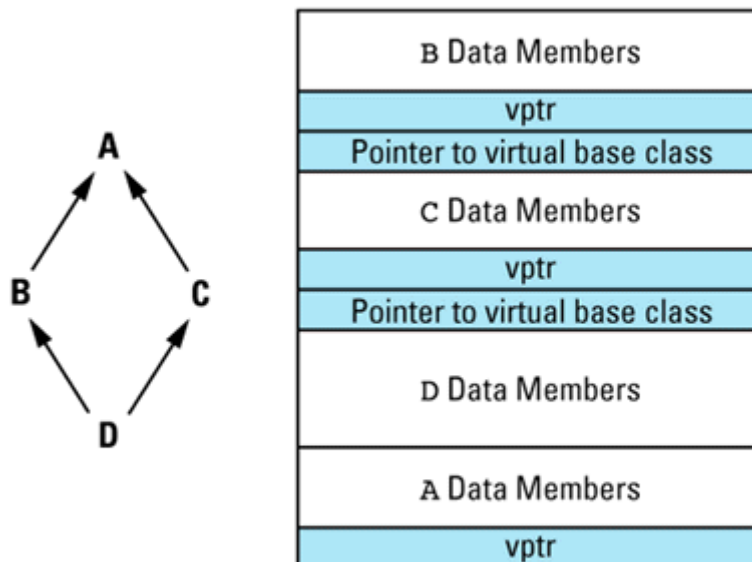 A
B
C
D
B Data Members
vptr
Pointer to virtual base class
C Data Members
vptr
Pointer to virtual base class
D Data Members
A Data Members
vptr